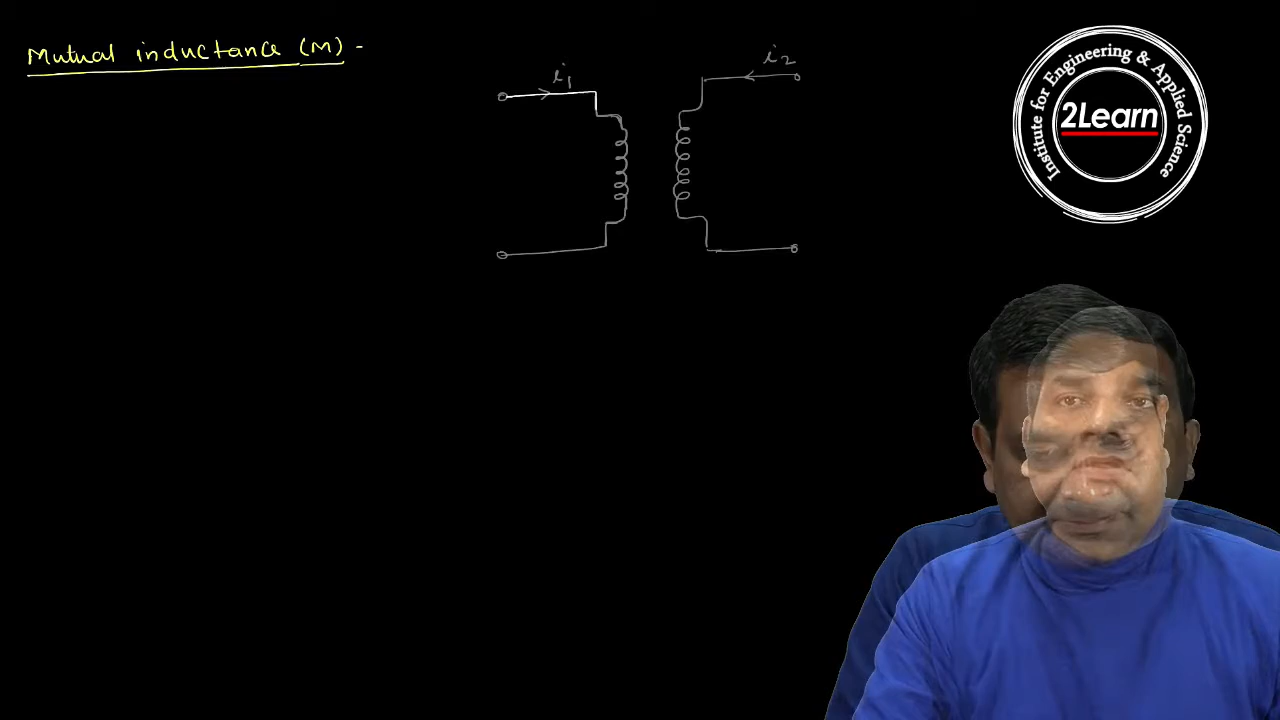 Mutual inductance (M) -
i1
i2
Institute for Engineering & Applied Science
2Learn